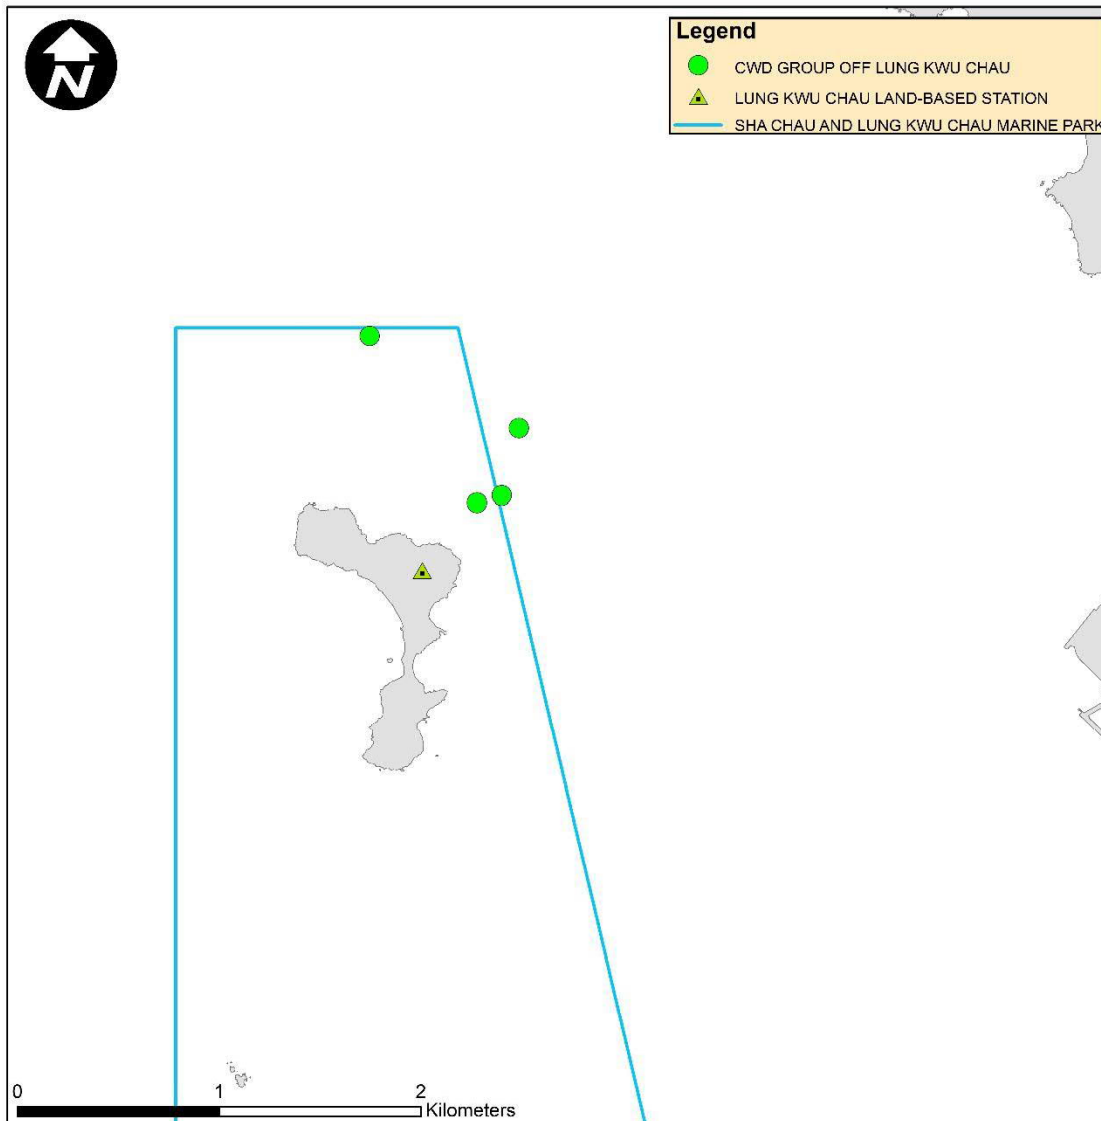 N
Legend
CWD GROUP OFF LUNG KWU CHAU
LUNG KWU CHAU LAND-BASED STATION
SHA CHAU AND LUNG KWU CHAU MARINE PARK
0 1 2
Kilometers